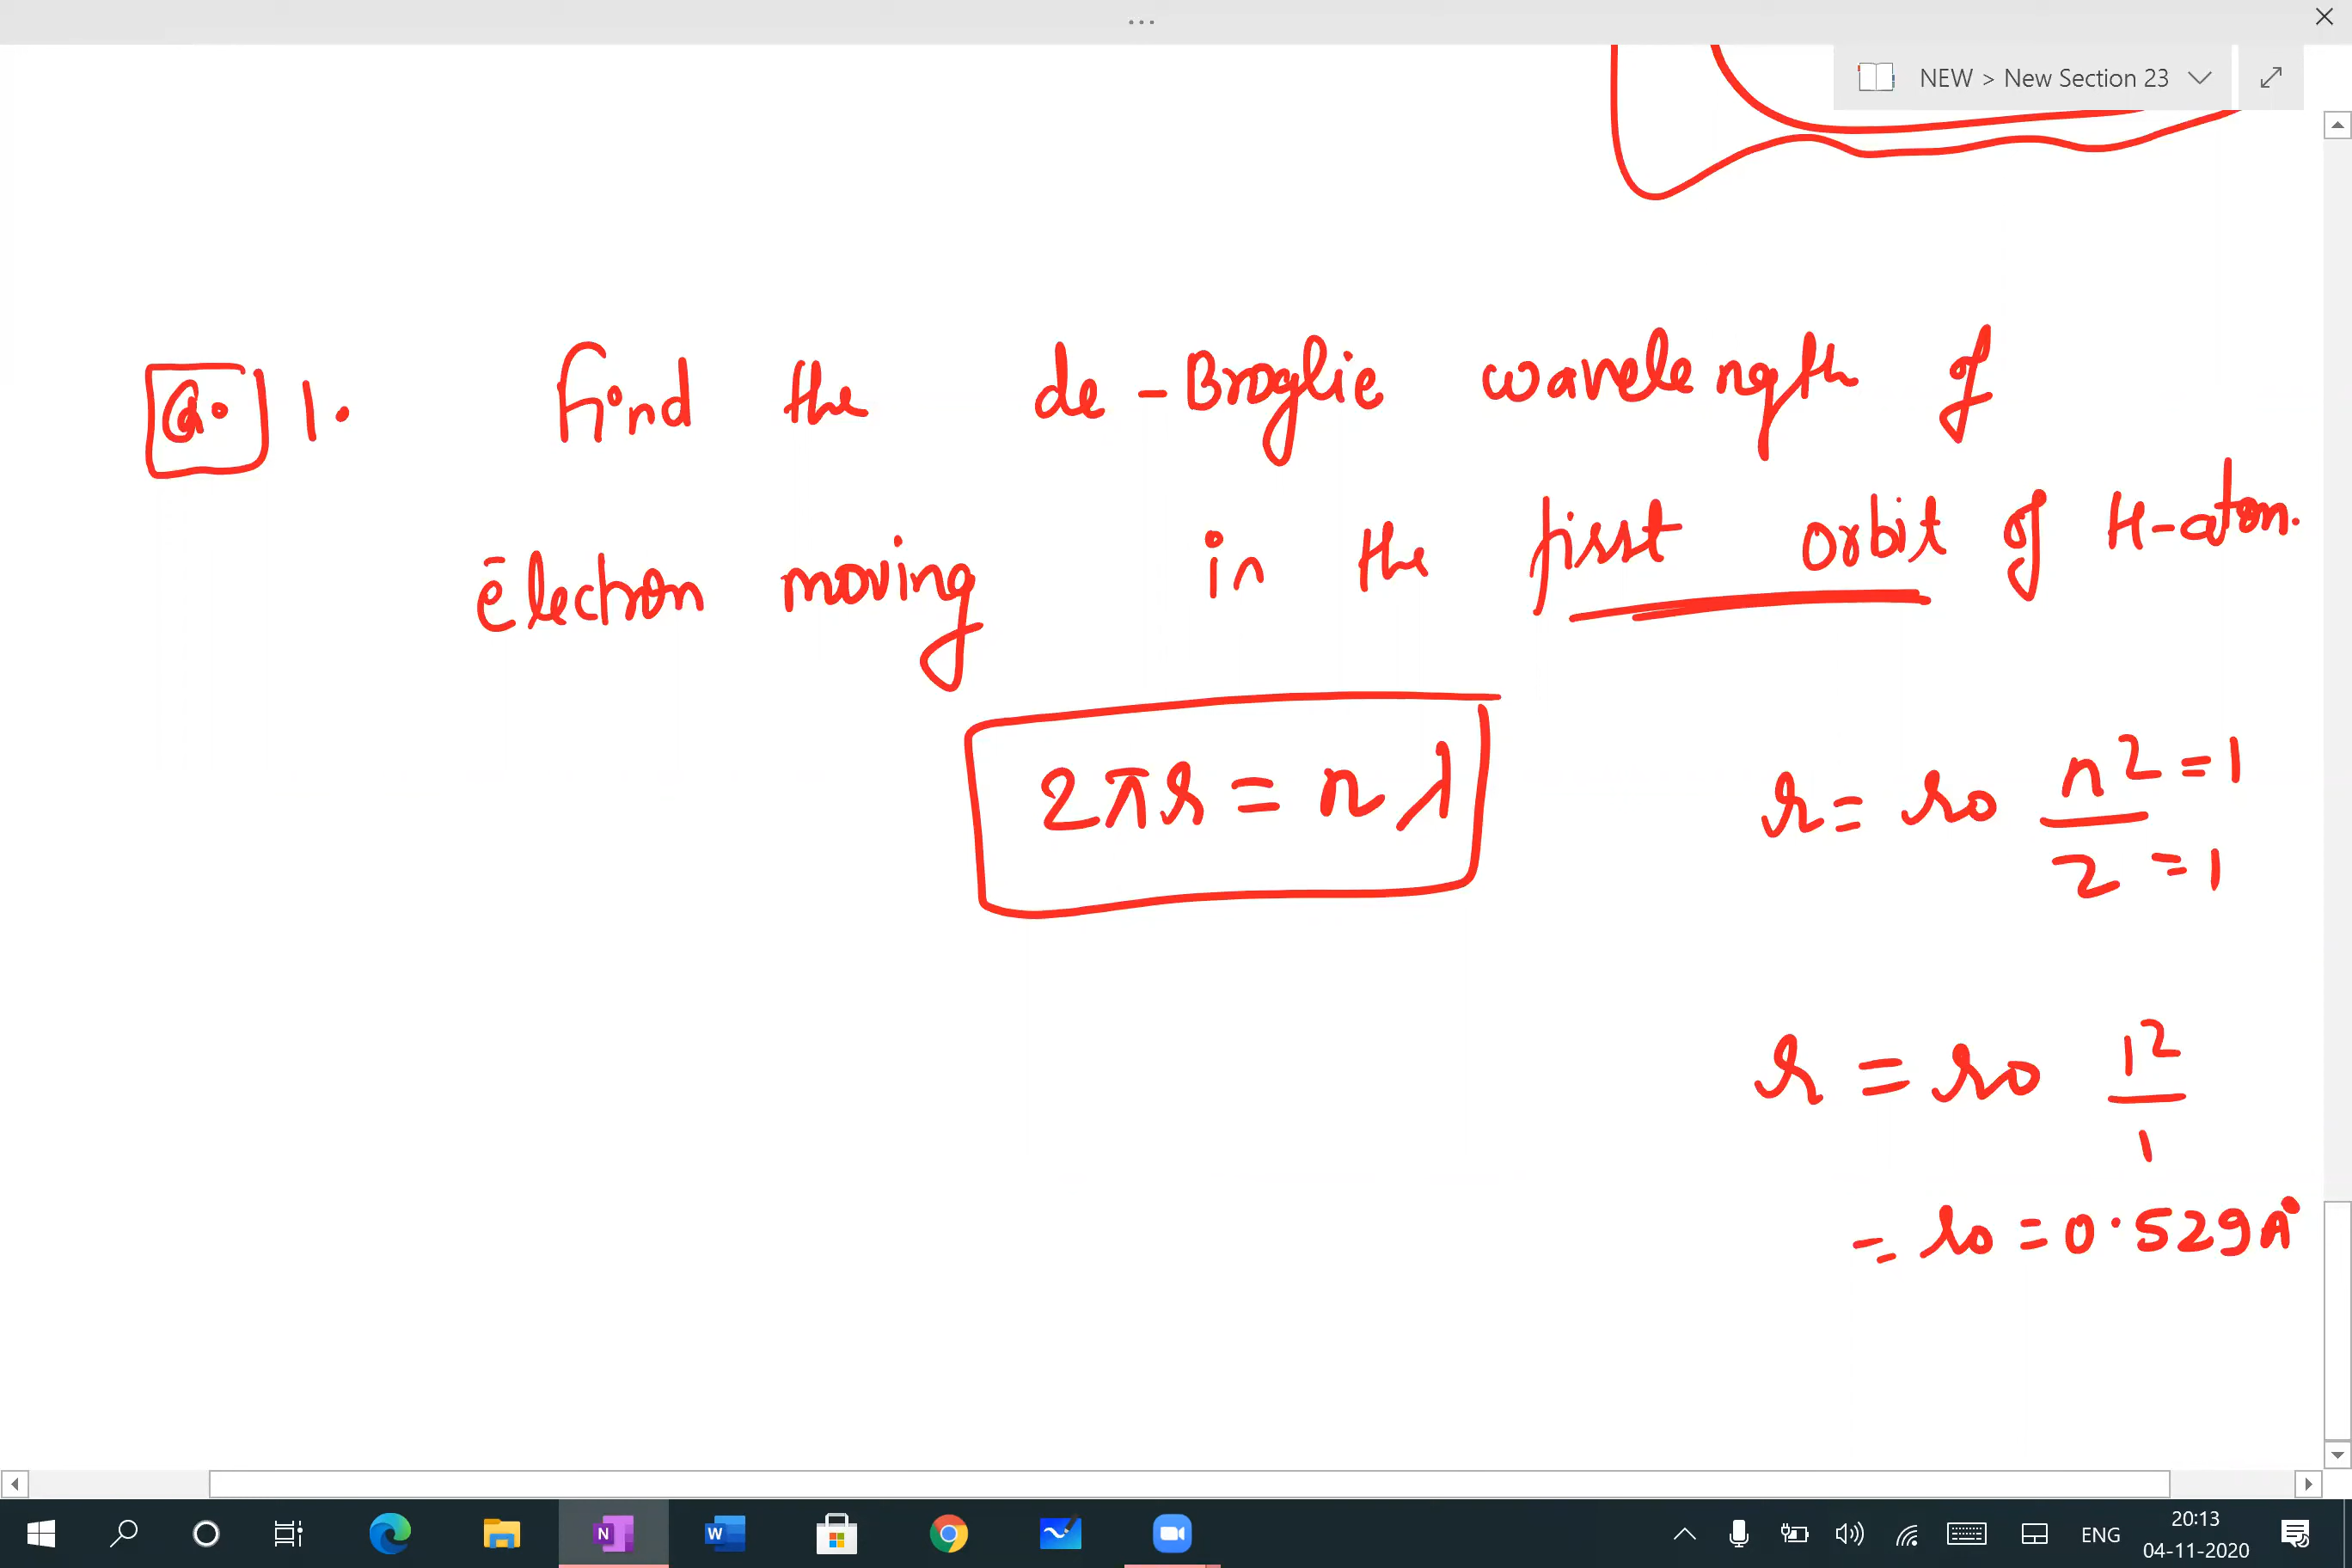 NEW > New Section 23
Q. 1. Find the de-Broglie wavelength of
electron moving in the first orbit of H-atom.
2πr = nλ
r = r0 n² = 1
Z = 1
r = r0 1²
1
= r0 = 0.529A°
N
W
ENG
20:13
04-11-2020